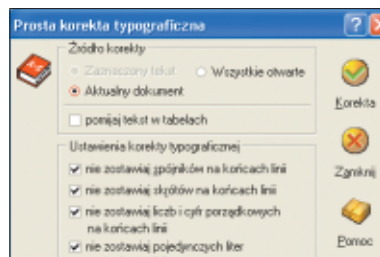 Prosta korekta typograficzna
Źródło korekty
Zaznaczony tekst Wszystkie otwarte
Aktualny dokument
pomijaj tekst w tabelach
Korekta
Ustawienia korekty typograficznej
nie zostawiaj spójników na końcach linii
nie zostawiaj skrótów na końcach linii
Zamknij
nie zostawiaj liczb i cyfr porządkowych
na końcach linii
nie zostawiaj pojedynczych liter
Pomoc